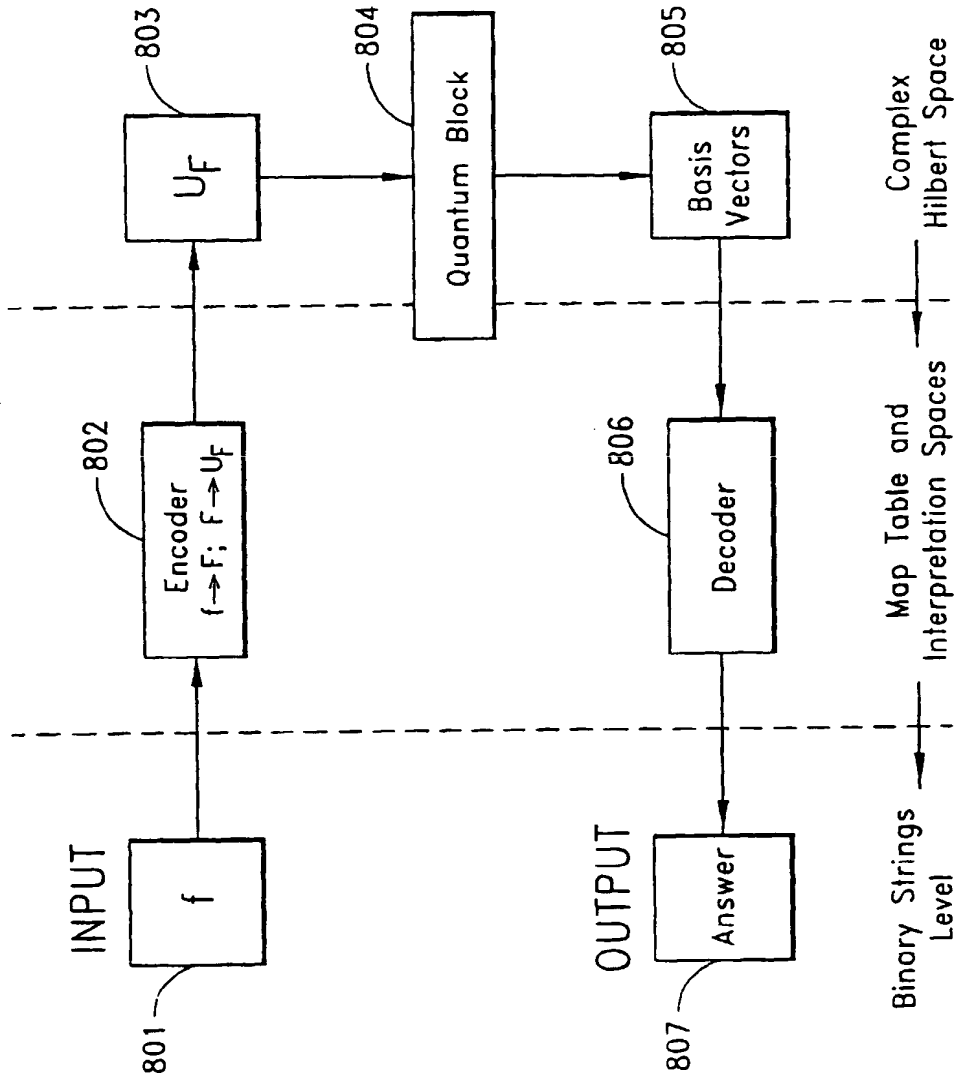 INPUT
f
801
Encoder
f→F; F→U_F
802
U_F
803
Quantum Block
804
Basis
Vectors
805
Decoder
806
OUTPUT
Answer
807
Binary Strings
Level
Map Table and
Interpretation Spaces
Complex
Hilbert Space